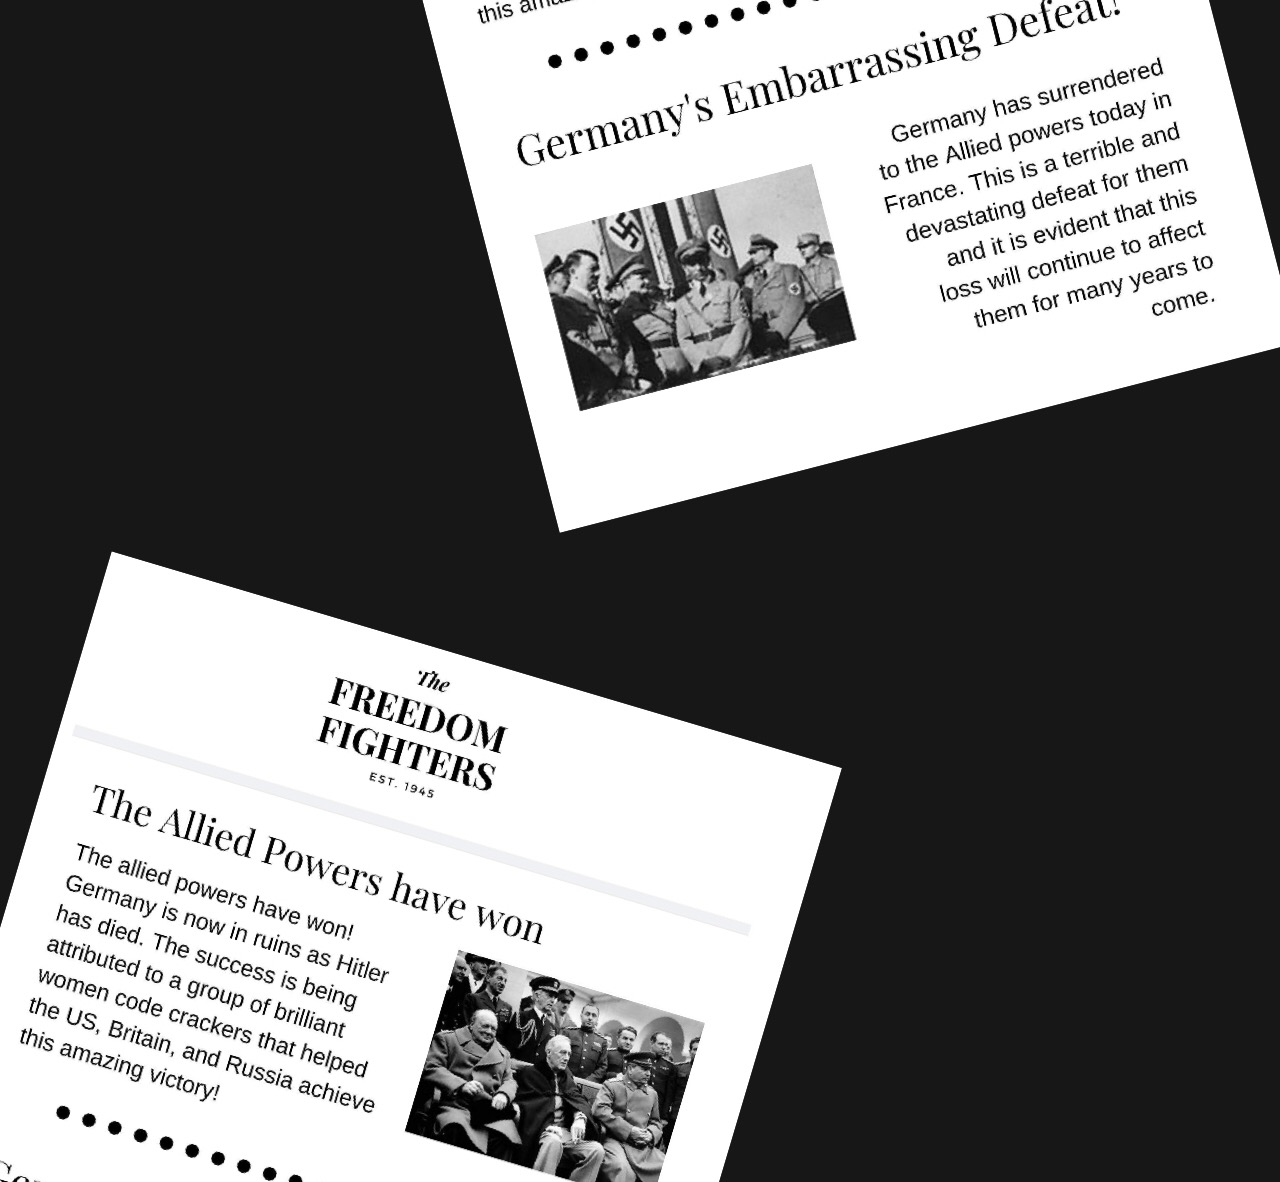 this
Germany's Embarrassing Defeat!
Germany has surrendered
to the Allied powers today in
France. This is a terrible and
devastating defeat for them
and it is evident that this
loss will continue to affect
them for many years to
come.
The
FREEDOM
FIGHTERS
EST. 1945
The Allied Powers have won
The allied powers have won!
Germany is now in ruins as Hitler
has died. The success is being
attributed to a group of brilliant
women code crackers that helped
the US, Britain, and Russia achieve
this amazing victory!